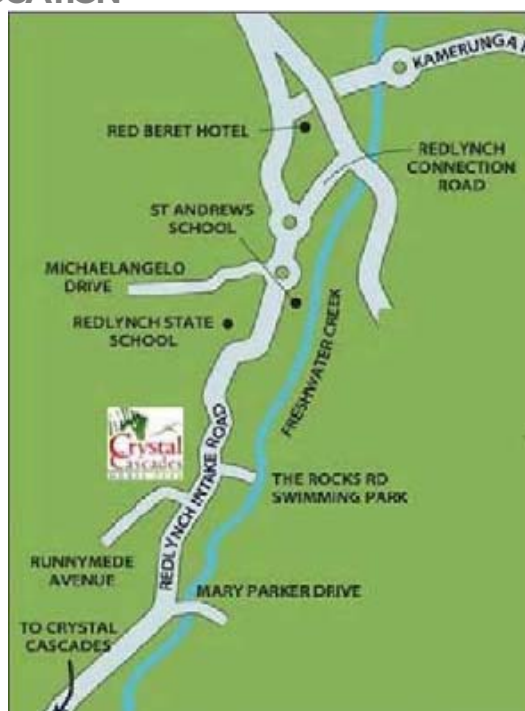 KAMERUNGA
RED BERET HOTEL
REDLYNCH
CONNECTION
ROAD
ST ANDREWS
SCHOOL
MICHAELANGELO
DRIVE
REDLYNCH STATE
SCHOOL
FRESHWATER CREEK
Crystal
Cascades
REDLYNCH INTAKE ROAD
THE ROCKS RD
SWIMMING PARK
RUNNYMEDE
AVENUE
MARY PARKER DRIVE
TO CRYSTAL
CASCADES